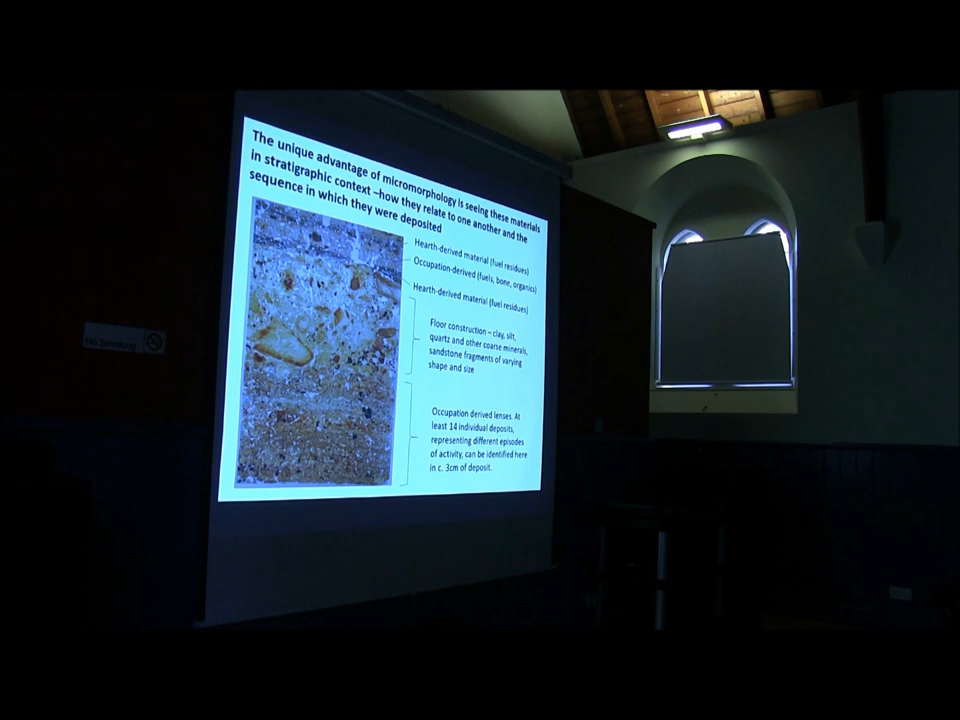 The unique advantage of micromorphology is seeing these materials
in stratigraphic context –how they relate to one another and the
sequence in which they were deposited
Hearth-derived material (fuel residues)
Occupation-derived (fuels, bone, organics)
Hearth-derived material (fuel residues)
Floor construction – clay, silt,
quartz and other coarse minerals,
sandstone fragments of varying
shape and size
Occupation derived lenses. At
least 14 individual deposits,
representing different episodes
of activity, can be identified here
in c. 3cm of deposit.
No Smoking